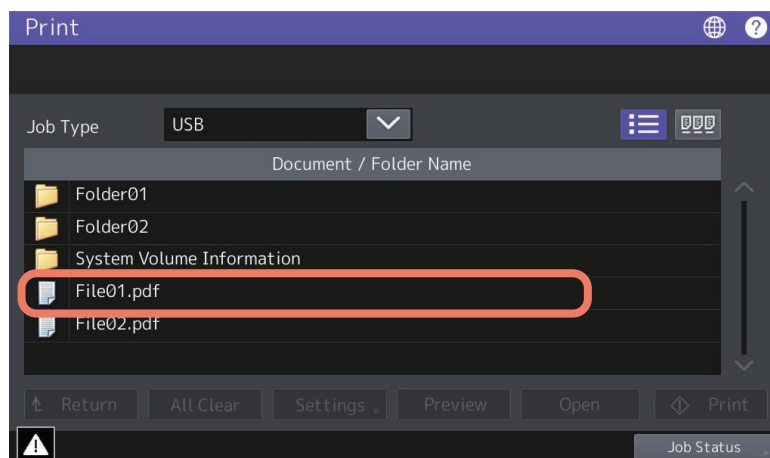 Print
Job Type
USB
Document / Folder Name
Folder01
Folder02
System Volume Information
File01.pdf
File02.pdf
Return
All Clear
Settings
Preview
Open
Print
Job Status